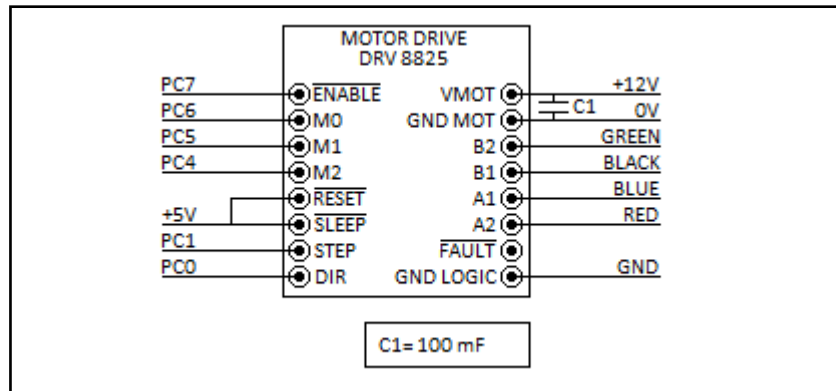 MOTOR DRIVE
DRV 8825
PC7 ENABLE VMOT +12V
PC6 M0 GND MOT C1 0V
PC5 M1 B2 GREEN
PC4 M2 B1 BLACK
RESET A1 BLUE
+5V SLEEP A2 RED
PC1 STEP FAULT
PC0 DIR GND LOGIC GND
C1= 100 mF